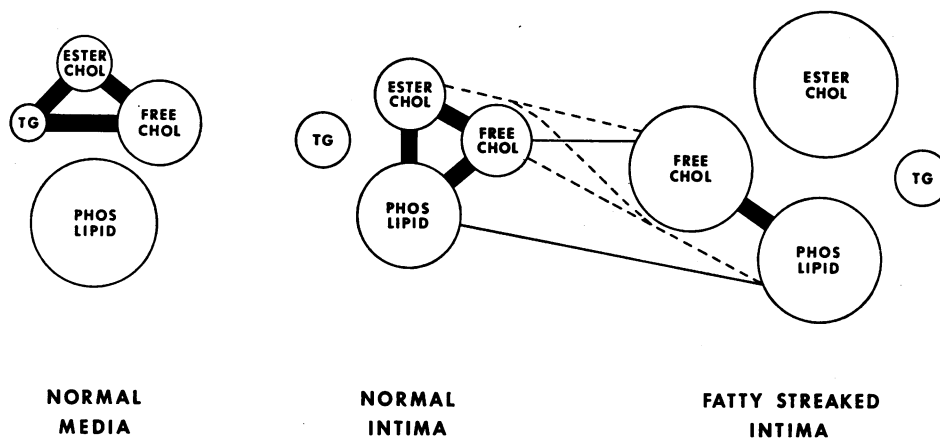 ESTER
CHOL
TG
FREE
CHOL
PHOS
LIPID
NORMAL
MEDIA
TG
ESTER
CHOL
FREE
CHOL
PHOS
LIPID
NORMAL
INTIMA
ESTER
CHOL
FREE
CHOL
TG
PHOS
LIPID
FATTY STREAKED
INTIMA